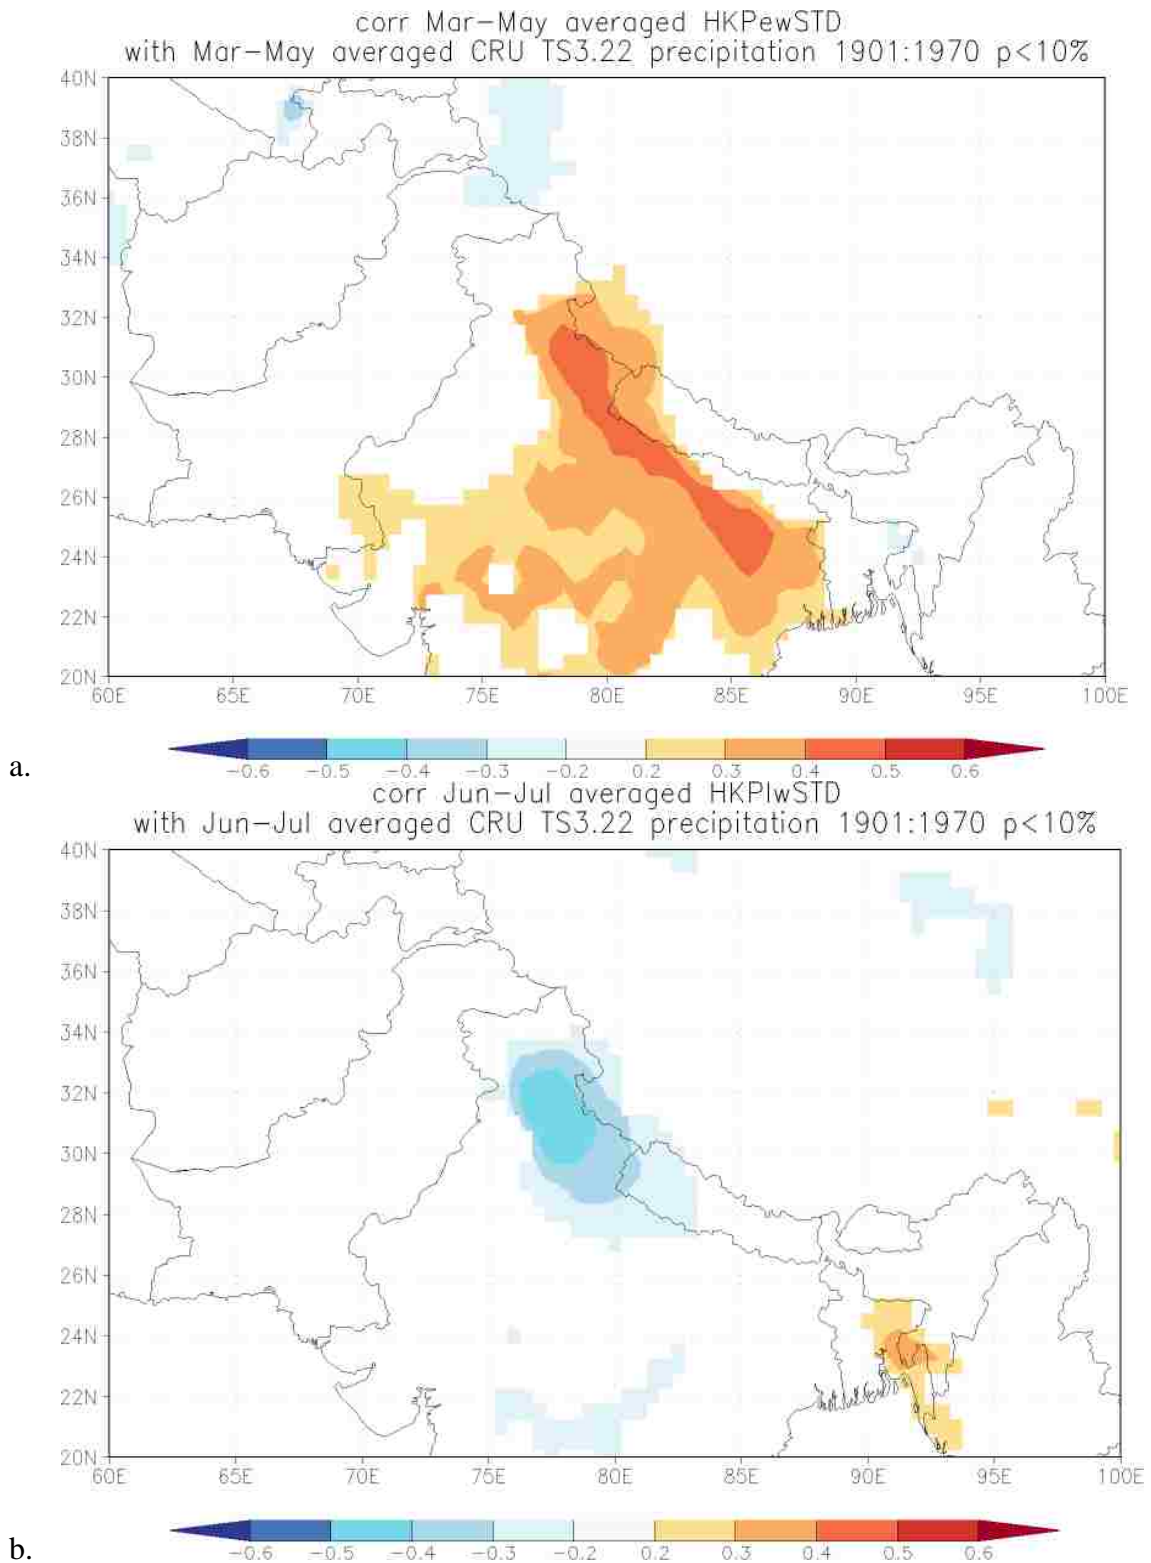 corr Mar-May averaged HKPewSTD
with Mar-May averaged CRU TS3.22 precipitation 1901:1970 p<10%
40N
38N
36N
34N
32N
30N
28N
26N
24N
22N
20N
60E 65E 70E 75E 80E 85E 90E 95E 100E
a.
-0.6 -0.5 -0.4 -0.3 -0.2 0.2 0.3 0.4 0.5 0.6
corr Jun-Jul averaged HKPlwSTD
with Jun-Jul averaged CRU TS3.22 precipitation 1901:1970 p<10%
40N
38N
36N
34N
32N
30N
28N
26N
24N
22N
20N
60E 65E 70E 75E 80E 85E 90E 95E 100E
b.
-0.6 -0.5 -0.4 -0.3 -0.2 0.2 0.3 0.4 0.5 0.6